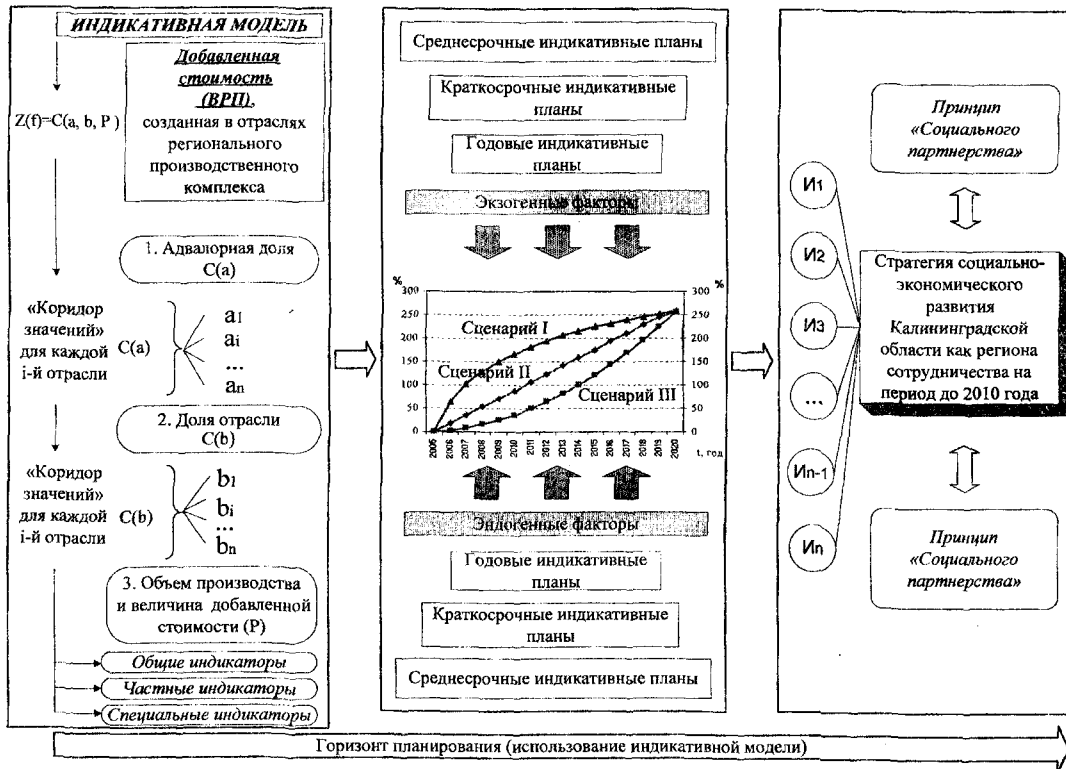 ИНДИКАТИВНАЯ МОДЕЛЬ
Z(f)=C(a, b, P )
Добавленная
стоимость
(ВРП),
созданная в отраслях
регионального
производственного
комплекса
1. Адвалорная доля
C(a)
«Коридор
значений»
для каждой
i-й отрасли
C(a)
a1
ai
...
an
2. Доля отрасли
C(b)
«Коридор
значений»
для каждой
i-й отрасли
C(b)
b1
bi
...
bn
3. Объем производства
и величина добавленной
стоимости (P)
Общие индикаторы
Частные индикаторы
Специальные индикаторы
Среднесрочные индикативные планы
Краткосрочные индикативные
планы
Годовые индикативные
планы
Экзогенные факторы
%
300
250
200
150
100
50
0
Сценарий I
Сценарий II
Сценарий III
%
300
250
200
150
100
50
0
2005 2006 2007 2008 2009 2010 2011 2012 2013 2014 2015 2016 2017 2018 2019 2020
t, год
Эндогенные факторы
Годовые индикативные
планы
Краткосрочные индикативные
планы
Среднесрочные индикативные планы
И1
И2
И3
...
Иn-1
Иn
Принцип
«Социального
партнерства»
Стратегия социально-
экономического
развития
Калининградской
области как региона
сотрудничества на
период до 2010 года
Принцип
«Социального
партнерства»
Горизонт планирования (использование индикативной модели)